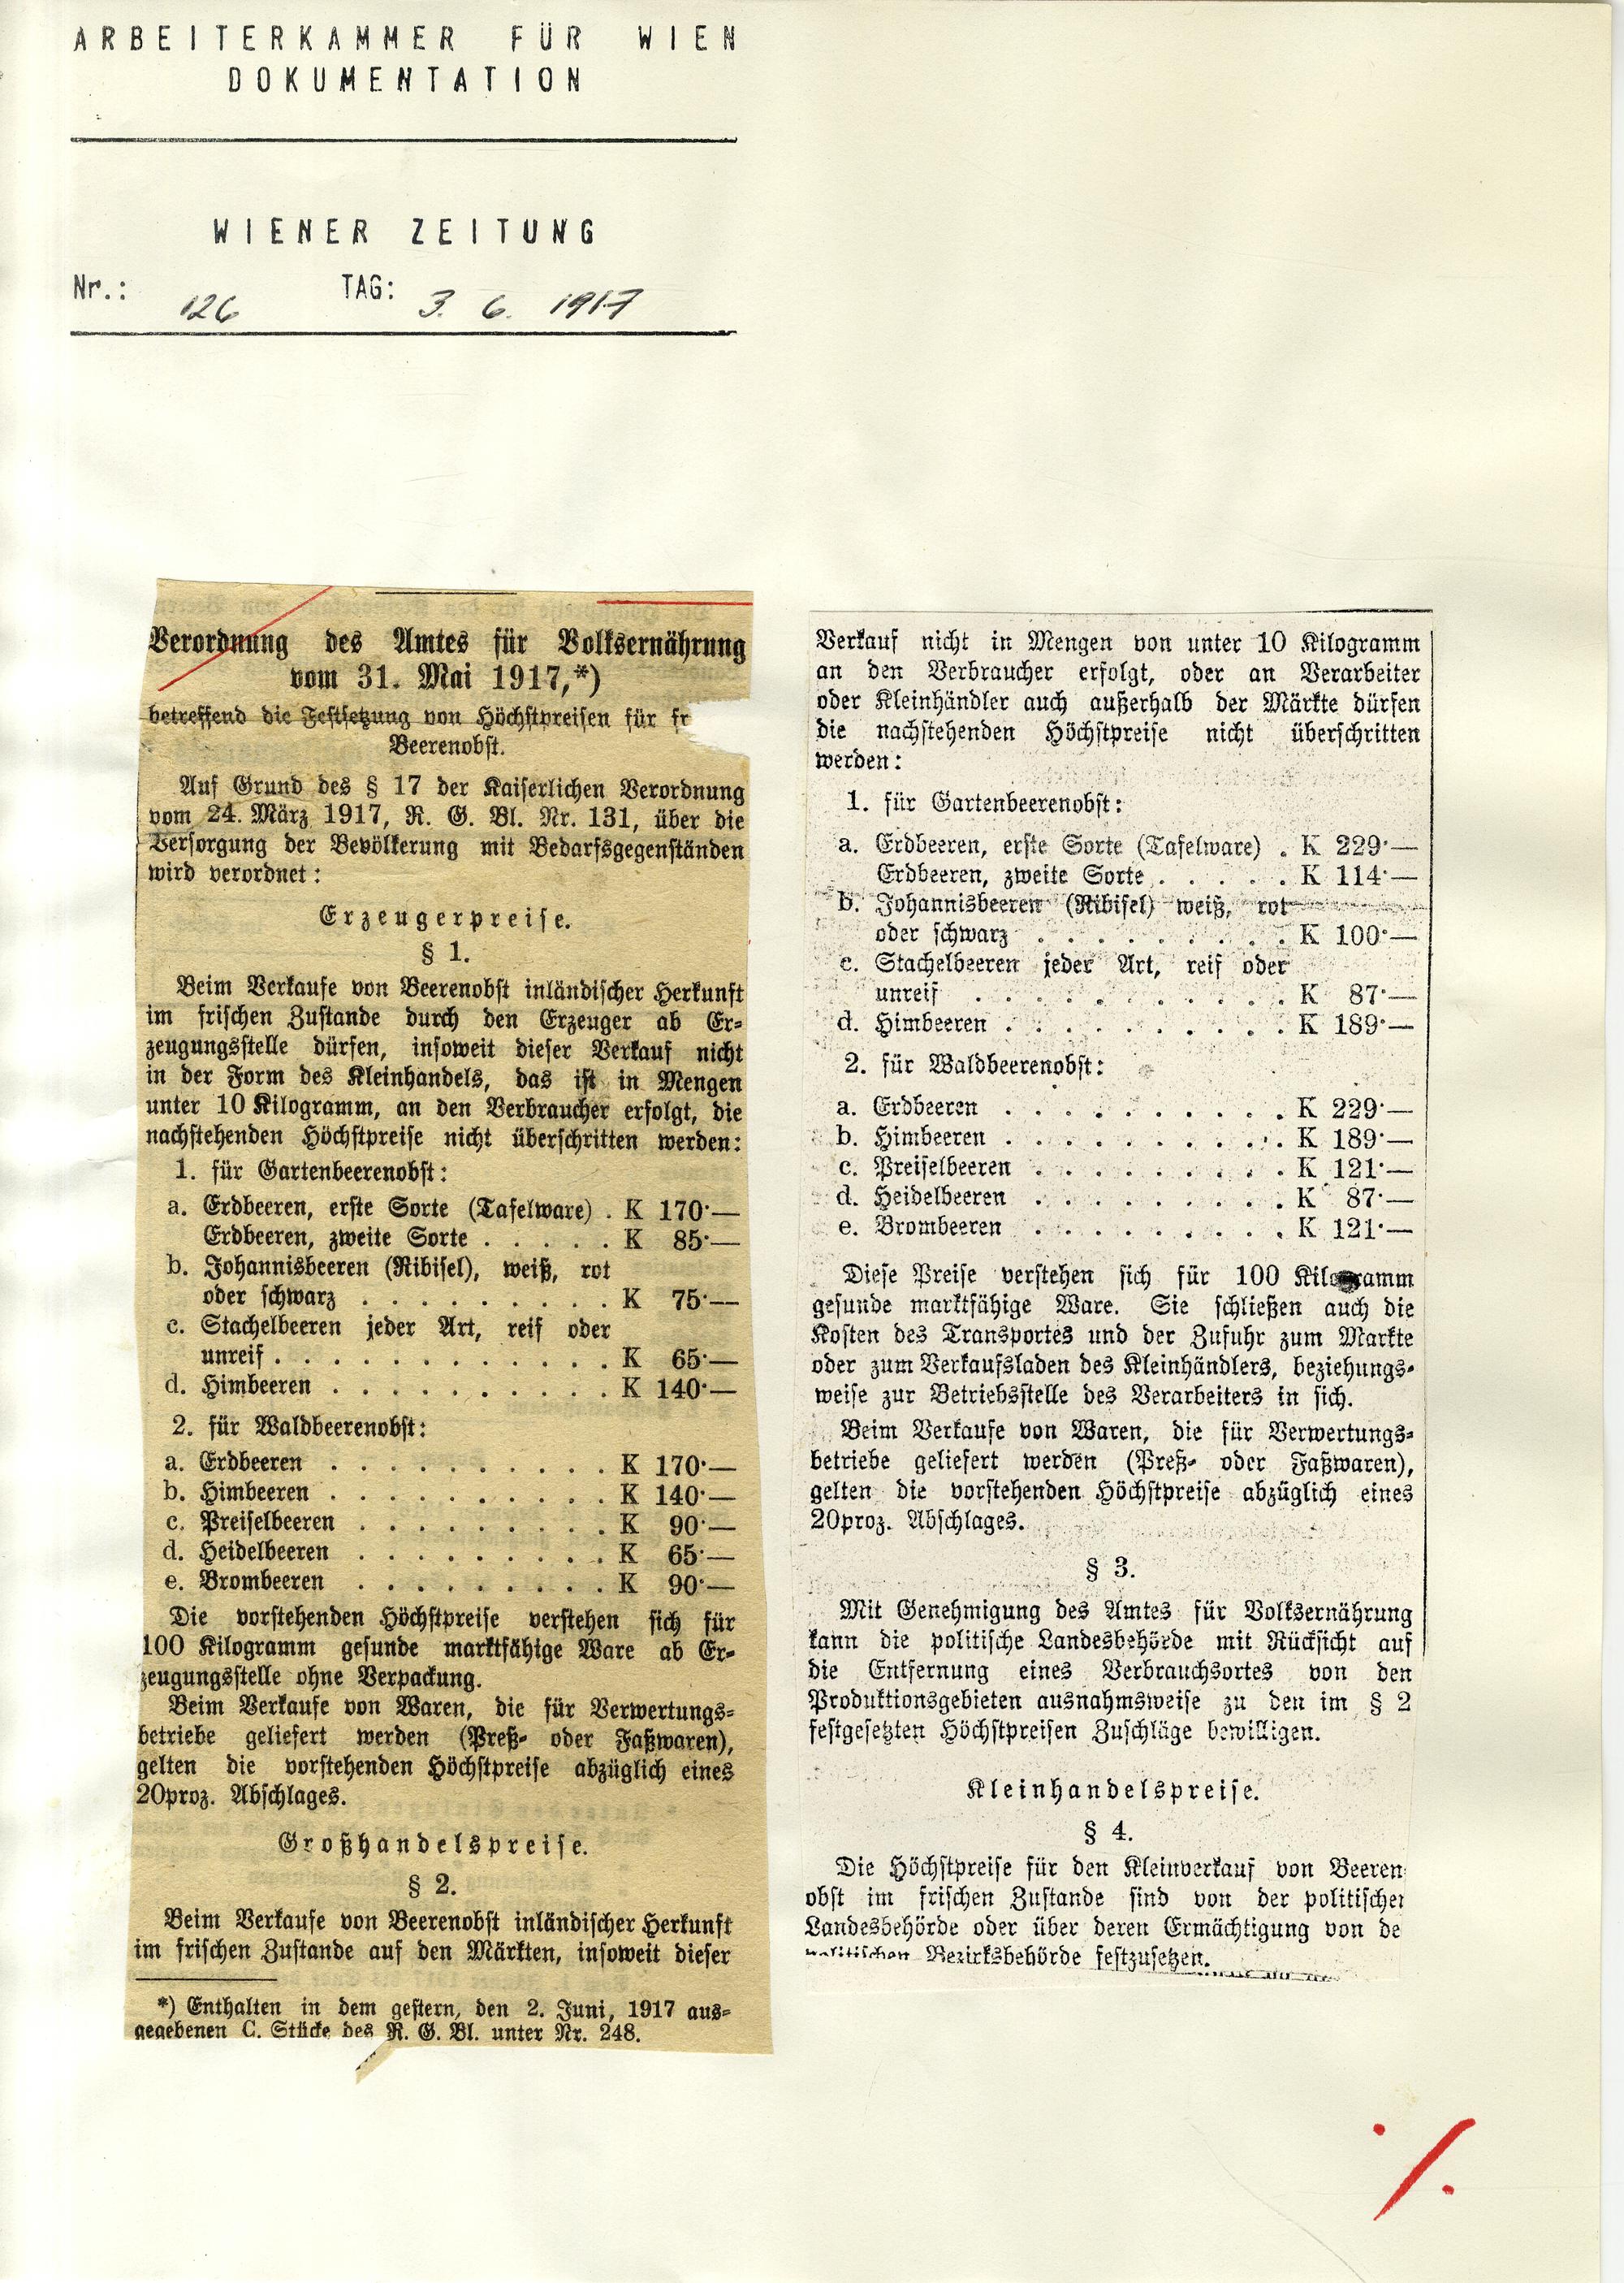 ARBEITERKAMMER FÜR WIEN
DOKUMENTATION
WIENER ZEITUNG
Nr.: 126 TAG: 3. 6. 1917
Verordnung des Amtes für Volksernährung
vom 31. Mai 1917,*)
betreffend die Festsetzung von Höchstpreisen für fr
Beerenobst.
Auf Grund des § 17 der Kaiserlichen Verordnung
vom 24. März 1917, R. G. Bl. Nr. 131, über die
Versorgung der Bevölkerung mit Bedarfsgegenständen
wird verordnet:
Erzeugerpreise.
§ 1.
Beim Verkaufe von Beerenobst inländischer Herkunft
im frischen Zustande durch den Erzeuger ab Er-
zeugungsstelle dürfen, insoweit dieser Verkauf nicht
in der Form des Kleinhandels, das ist in Mengen
unter 10 Kilogramm, an den Verbraucher erfolgt, die
nachstehenden Höchstpreise nicht überschritten werden:
1. für Gartenbeerenobst:
a. Erdbeeren, erste Sorte (Tafelware) . K 170·—
Erdbeeren, zweite Sorte . . . . . K 85·—
b. Johannisbeeren (Ribisel), weiß, rot
oder schwarz . . . . . . . . . K 75·—
c. Stachelbeeren jeder Art, reif oder
unreif . . . . . . . . . . . . K 65·—
d. Himbeeren . . . . . . . . . . K 140·—
2. für Waldbeerenobst:
a. Erdbeeren . . . . . . . . . . K 170·—
b. Himbeeren . . . . . . . . . . K 140·—
c. Preiselbeeren . . . . . . . . . K 90·—
d. Heidelbeeren . . . . . . . . . K 65·—
e. Brombeeren . . . . . . . . . K 90·—
Die vorstehenden Höchstpreise verstehen sich für
100 Kilogramm gesunde marktfähige Ware ab Er-
zeugungsstelle ohne Verpackung.
Beim Verkaufe von Waren, die für Verwertungs-
betriebe geliefert werden (Preß- oder Faßwaren),
gelten die vorstehenden Höchstpreise abzüglich eines
20proz. Abschlages.
Großhandelspreise.
§ 2.
Beim Verkaufe von Beerenobst inländischer Herkunft
im frischen Zustande auf den Märkten, insoweit dieser
*) Enthalten in dem gestern, den 2. Juni, 1917 aus-
gegebenen C. Stücke des R. G. Bl. unter Nr. 248.
Verkauf nicht in Mengen von unter 10 Kilogramm
an den Verbraucher erfolgt, oder an Verarbeiter
oder Kleinhändler auch außerhalb der Märkte dürfen
die nachstehenden Höchstpreise nicht überschritten
werden:
1. für Gartenbeerenobst:
a. Erdbeeren, erste Sorte (Tafelware) . K 229·—
Erdbeeren, zweite Sorte . . . . . K 114·—
b. Johannisbeeren (Ribisel) weiß, rot
oder schwarz . . . . . . . . . K 100·—
c. Stachelbeeren jeder Art, reif oder
unreif . . . . . . . . . . . K 87·—
d. Himbeeren . . . . . . . . . . K 189·—
2. für Waldbeerenobst:
a. Erdbeeren . . . . . . . . . . K 229·—
b. Himbeeren . . . . . . . . . . K 189·—
c. Preiselbeeren . . . . . . . . . K 121·—
d. Heidelbeeren . . . . . . . . . K 87·—
e. Brombeeren . . . . . . . . . K 121·—
Diese Preise verstehen sich für 100 Kilogramm
gesunde marktfähige Ware. Sie schließen auch die
Kosten des Transportes und der Zufuhr zum Markte
oder zum Verkaufsladen des Kleinhändlers, beziehungs-
weise zur Betriebsstelle des Verarbeiters in sich.
Beim Verkaufe von Waren, die für Verwertungs-
betriebe geliefert werden (Preß- oder Faßwaren),
gelten die vorstehenden Höchstpreise abzüglich eines
20proz. Abschlages.
§ 3.
Mit Genehmigung des Amtes für Volksernährung
kann die politische Landesbehörde mit Rücksicht auf
die Entfernung eines Verbrauchsortes von den
Produktionsgebieten ausnahmsweise zu den im § 2
festgesetzten Höchstpreisen Zuschläge bewilligen.
Kleinhandelspreise.
§ 4.
Die Höchstpreise für den Kleinverkauf von Beeren
obst im frischen Zustande sind von der politischen
Landesbehörde oder über deren Ermächtigung von de
politischen Bezirksbehörde festzusetzen.
./.